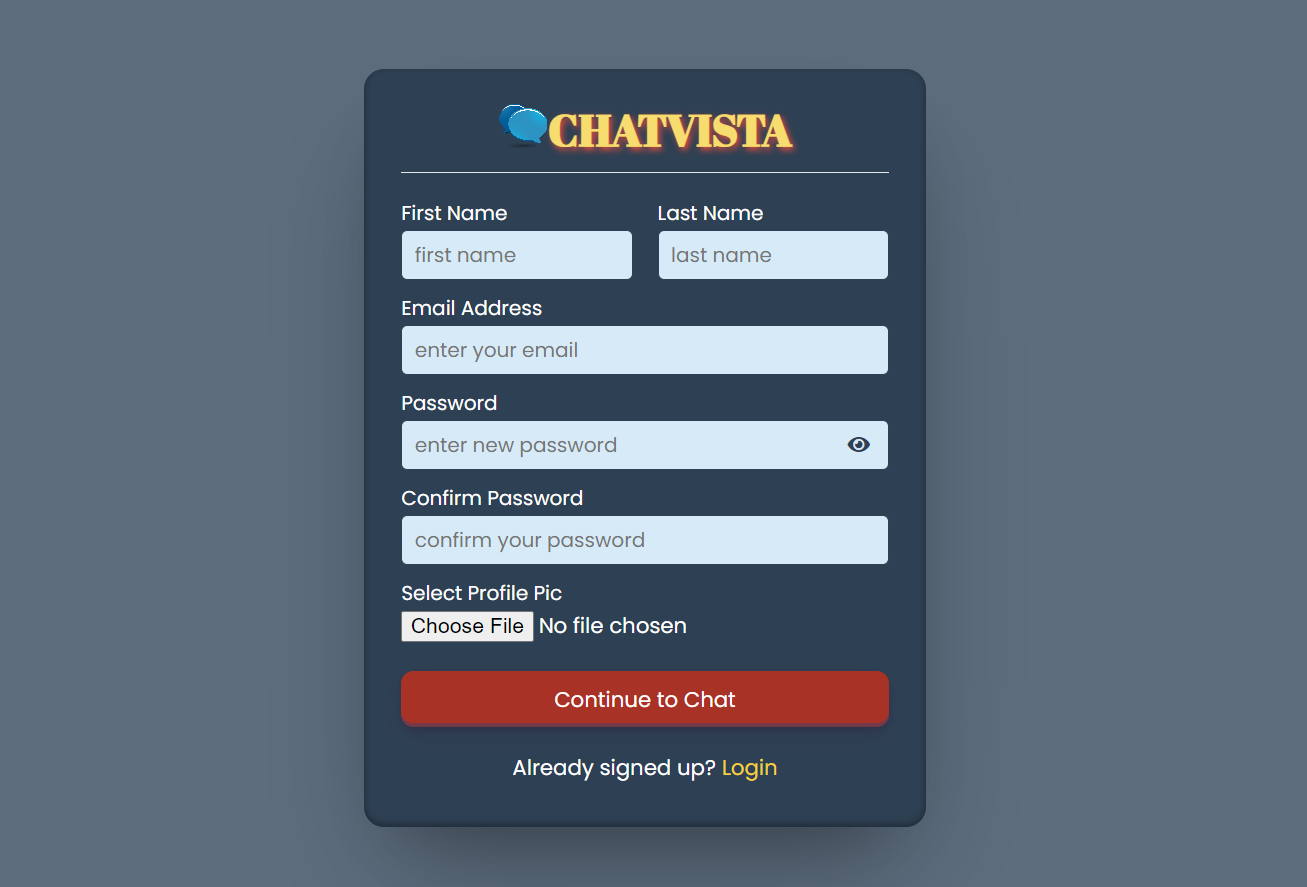 CHATVISTA
First Name Last Name
first name last name
Email Address
enter your email
Password
enter new password
Confirm Password
confirm your password
Select Profile Pic
Choose File No file chosen
Continue to Chat
Already signed up? Login